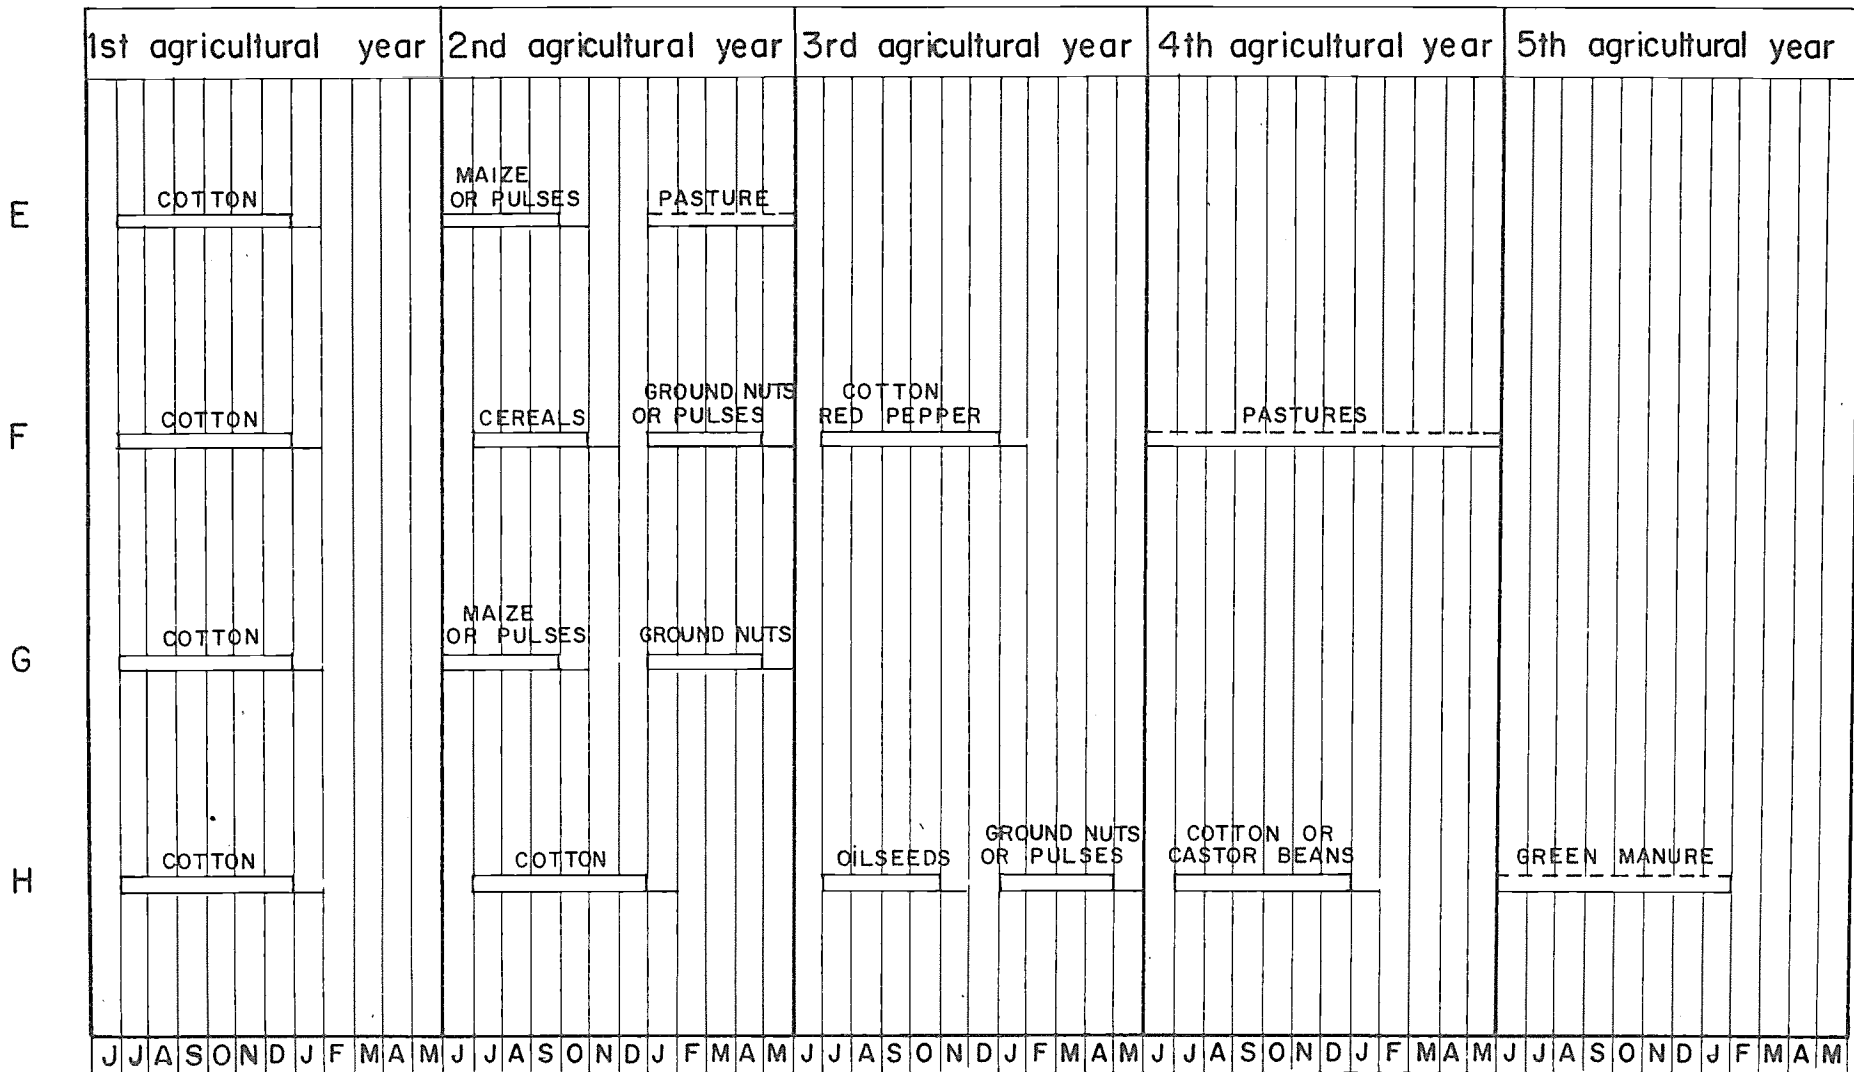 1st agricultural year 2nd agricultural year 3rd agricultural year 4th agricultural year 5th agricultural year
E
COTTON
MAIZE
OR PULSES
PASTURE
F
COTTON
CEREALS
GROUND NUTS
OR PULSES
COTTON
RED PEPPER
PASTURES
G
COTTON
MAIZE
OR PULSES
GROUND NUTS
H
COTTON
COTTON
OiLSEEDS
GROUND NUTS
OR PULSES
COTTON OR
CASTOR BEANS
GREEN MANURE
J J A S O N D J F M A M J J A S O N D J F M A M J J A S O N D J F M A M J J A S O N D J F M A M J J A S O N D J F M A M